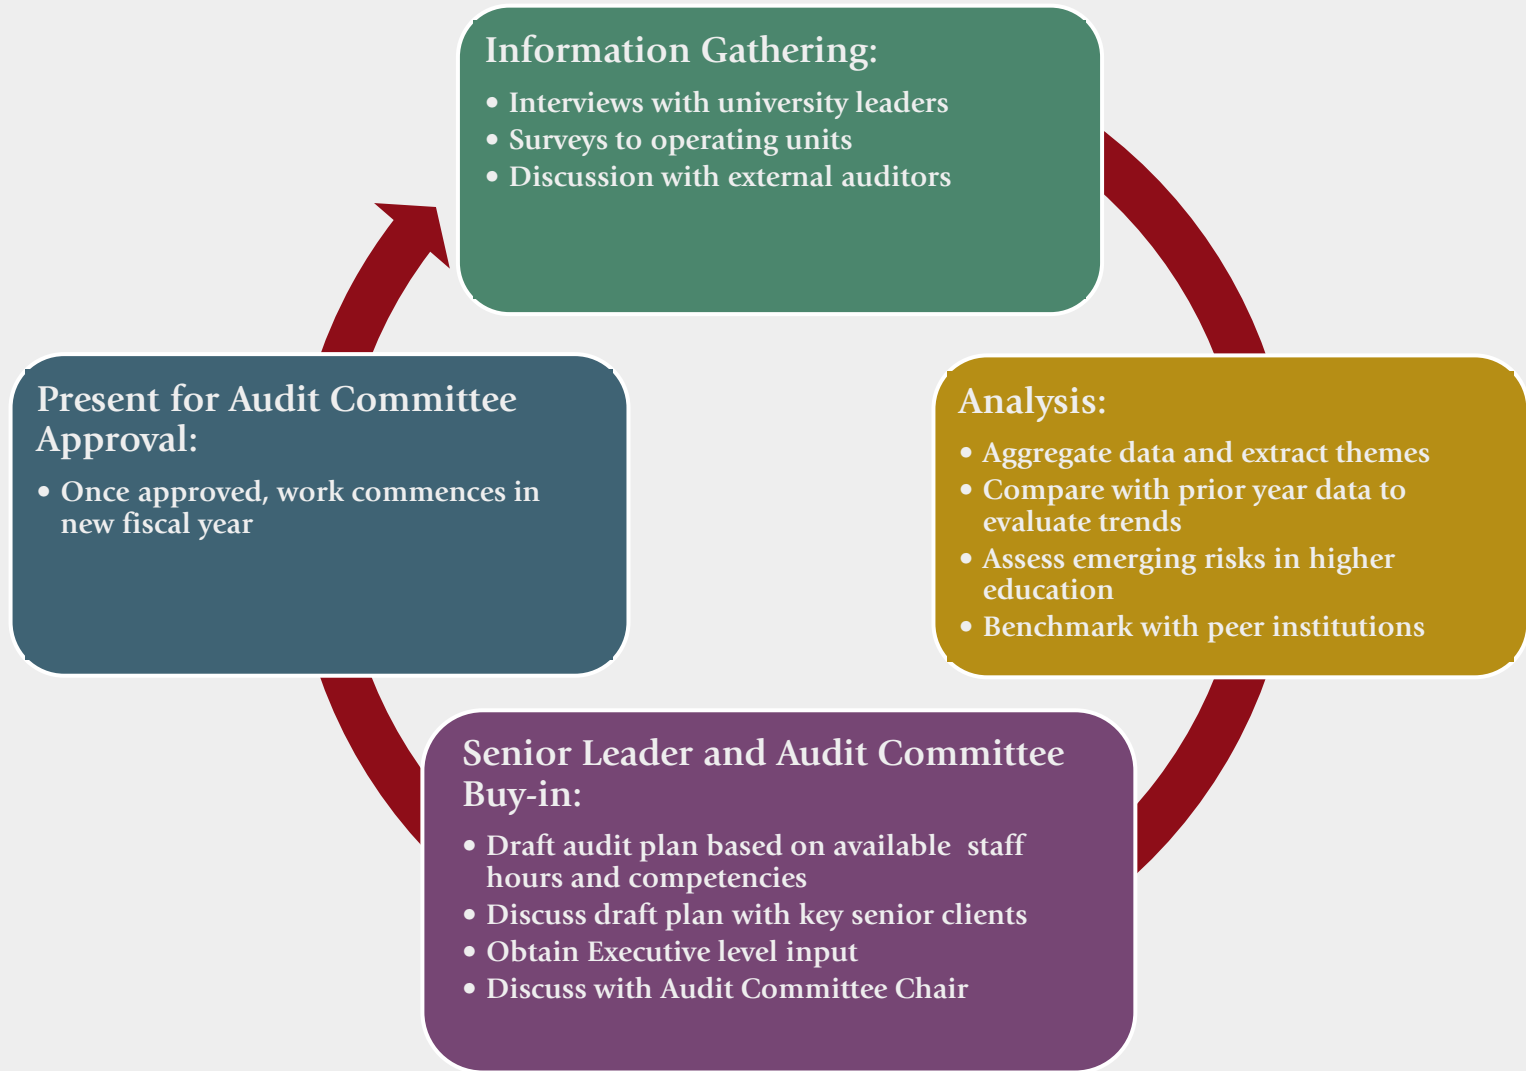 Information Gathering:
• Interviews with university leaders
• Surveys to operating units
• Discussion with external auditors
Analysis:
• Aggregate data and extract themes
• Compare with prior year data to
evaluate trends
• Assess emerging risks in higher
education
• Benchmark with peer institutions
Senior Leader and Audit Committee
Buy-in:
• Draft audit plan based on available  staff
hours and competencies
• Discuss draft plan with key senior clients
• Obtain Executive level input
• Discuss with Audit Committee Chair
Present for Audit Committee
Approval:
• Once approved, work commences in
new fiscal year